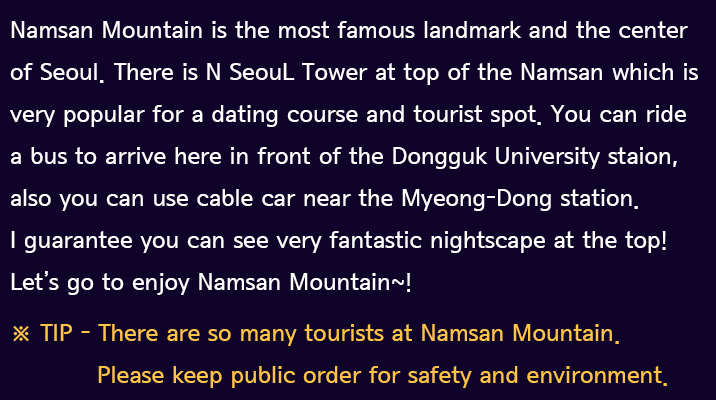 Namsan Mountain is the most famous landmark and the center
of Seoul. There is N SeouL Tower at top of the Namsan which is
very popular for a dating course and tourist spot. You can ride
a bus to arrive here in front of the Dongguk University staion,
also you can use cable car near the Myeong-Dong station.
I guarantee you can see very fantastic nightscape at the top!
Let's go to enjoy Namsan Mountain~!
※ TIP - There are so many tourists at Namsan Mountain.
Please keep public order for safety and environment.